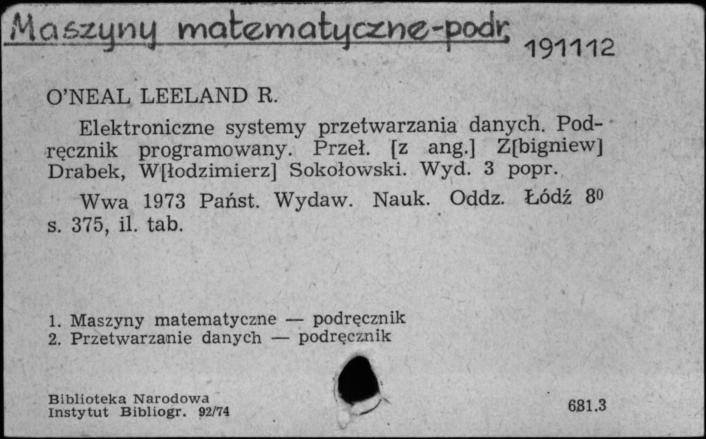 Maszyny matematyczne-podr.
191112
O'NEAL LEELAND R.
Elektroniczne systemy przetwarzania danych. Pod-
ręcznik programowany. Przeł. [z ang.] Z[bigniew]
Drabek, W[łodzimierz] Sokołowski. Wyd. 3 popr.
Wwa 1973 Państ. Wydaw. Nauk. Oddz. Łódź 8⁰
s. 375, il. tab.
1. Maszyny matematyczne — podręcznik
2. Przetwarzanie danych — podręcznik
Biblioteka Narodowa
Instytut Bibliogr. 92/74
681.3